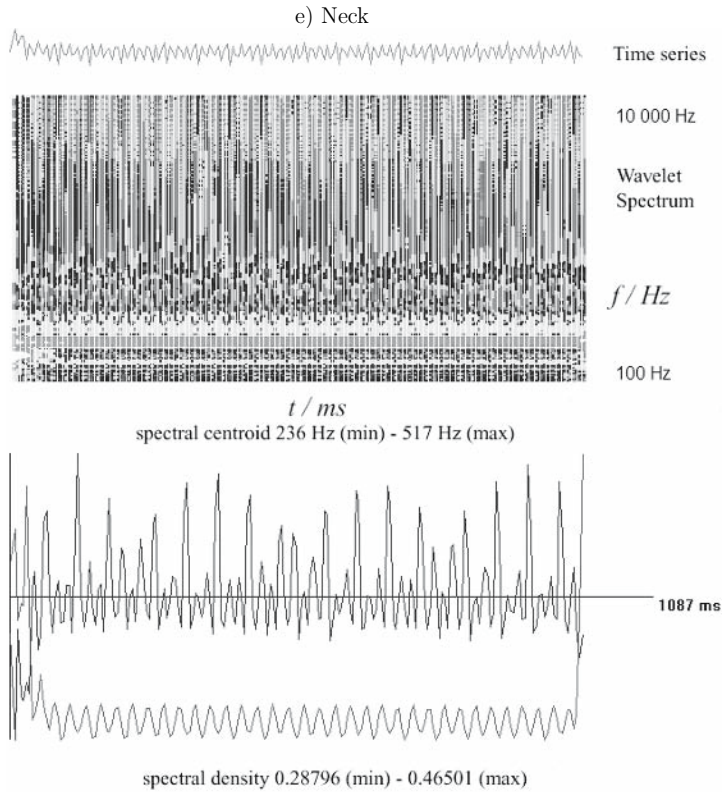 e) Neck
Time series
10 000 Hz
Wavelet
Spectrum
f / Hz
100 Hz
t / ms
spectral centroid 236 Hz (min) - 517 Hz (max)
1087 ms
spectral density 0.28796 (min) - 0.46501 (max)